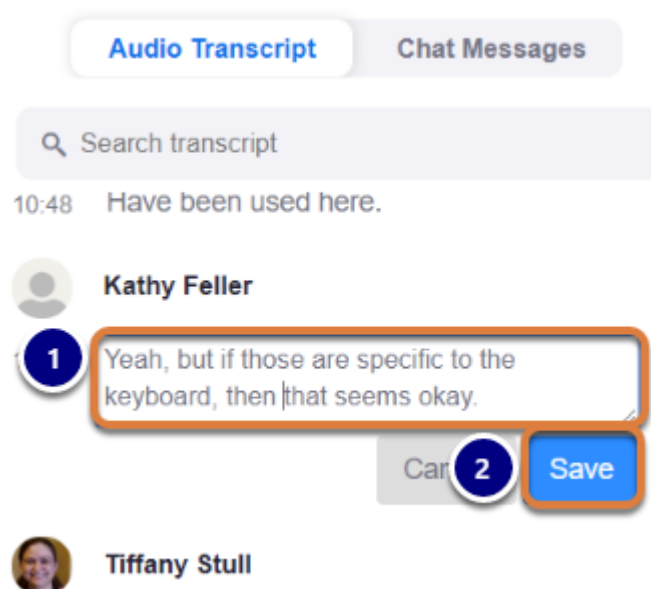 Audio Transcript Chat Messages
Search transcript
10:48 Have been used here.
Kathy Feller
1 Yeah, but if those are specific to the
keyboard, then that seems okay.
2 Save
Tiffany Stull